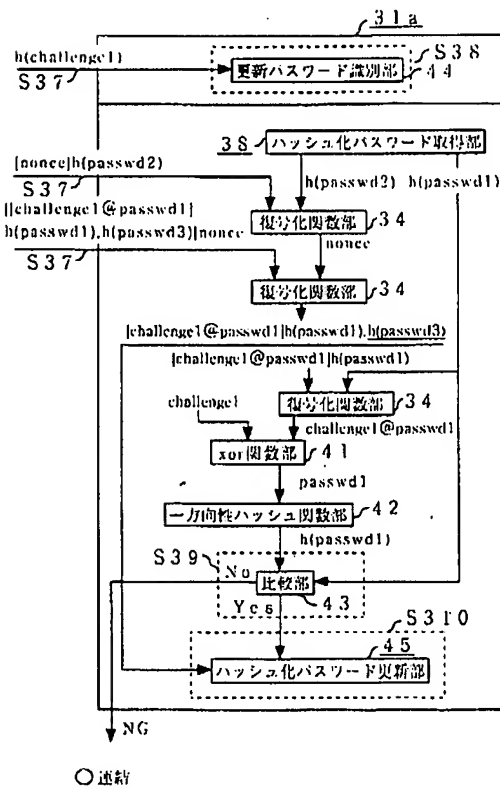 31a
h(challenge1)
S37
S38
更新パスワード識別部
44
38
ハッシュ化パスワード取得部
|nonce|h(passwd2)
S37
h(passwd2)
h(passwd1)
||challenge1@passwd1|
h(passwd1),h(passwd3)|nonce
S37
復号化関数部
34
nonce
復号化関数部
34
|challenge1@passwd1|h(passwd1),h(passwd3)
|challenge1@passwd1|h(passwd1)
challenge1
復号化関数部
34
challenge1@passwd1
xor関数部
41
passwd1
一方向性ハッシュ関数部
42
h(passwd1)
S39
No
比較部
43
Yes
S310
45
ハッシュ化パスワード更新部
NG
○連結